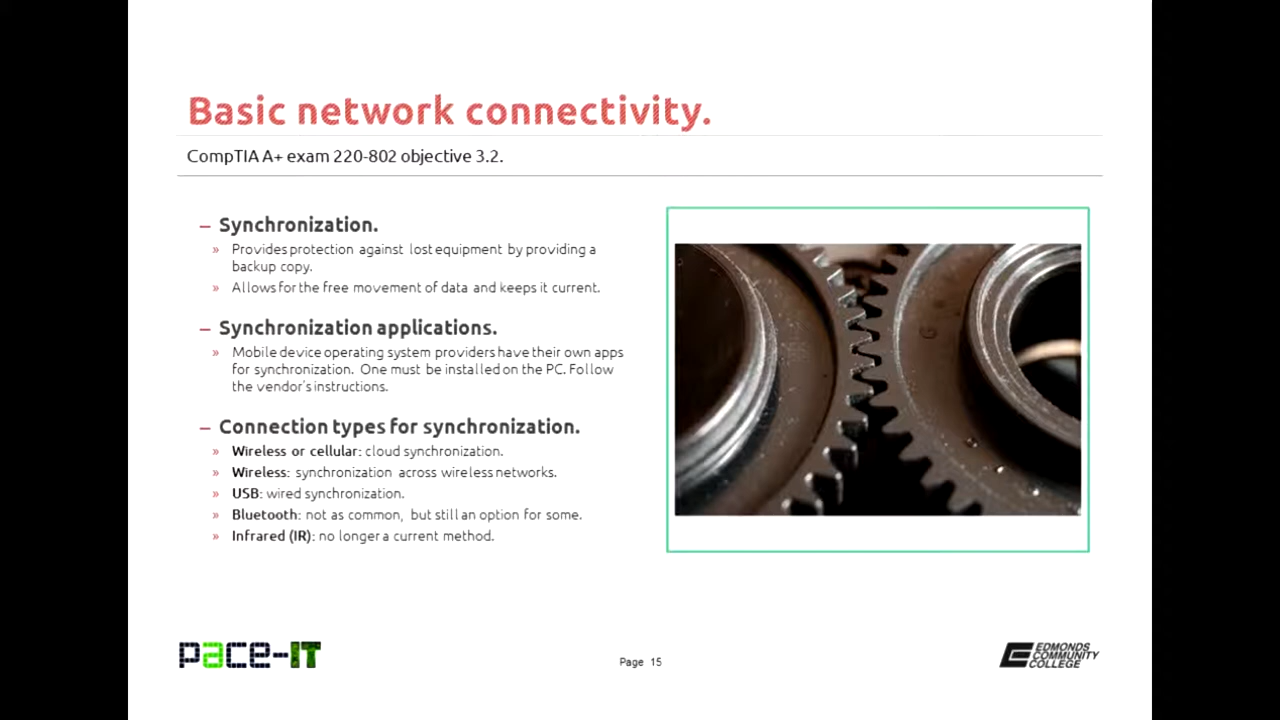 Basic network connectivity.
CompTIA A+ exam 220-802 objective 3.2.
– Synchronization.
» Provides protection against lost equipment by providing a
backup copy.
» Allows for the free movement of data and keeps it current.
– Synchronization applications.
» Mobile device operating system providers have their own apps
for synchronization. One must be installed on the PC. Follow
the vendor's instructions.
– Connection types for synchronization.
» Wireless or cellular: cloud synchronization.
» Wireless: synchronization across wireless networks.
» USB: wired synchronization.
» Bluetooth: not as common, but still an option for some.
» Infrared (IR): no longer a current method.
G
pace-IT
Page 15
EDMONDS
COMMUNITY
COLLEGE